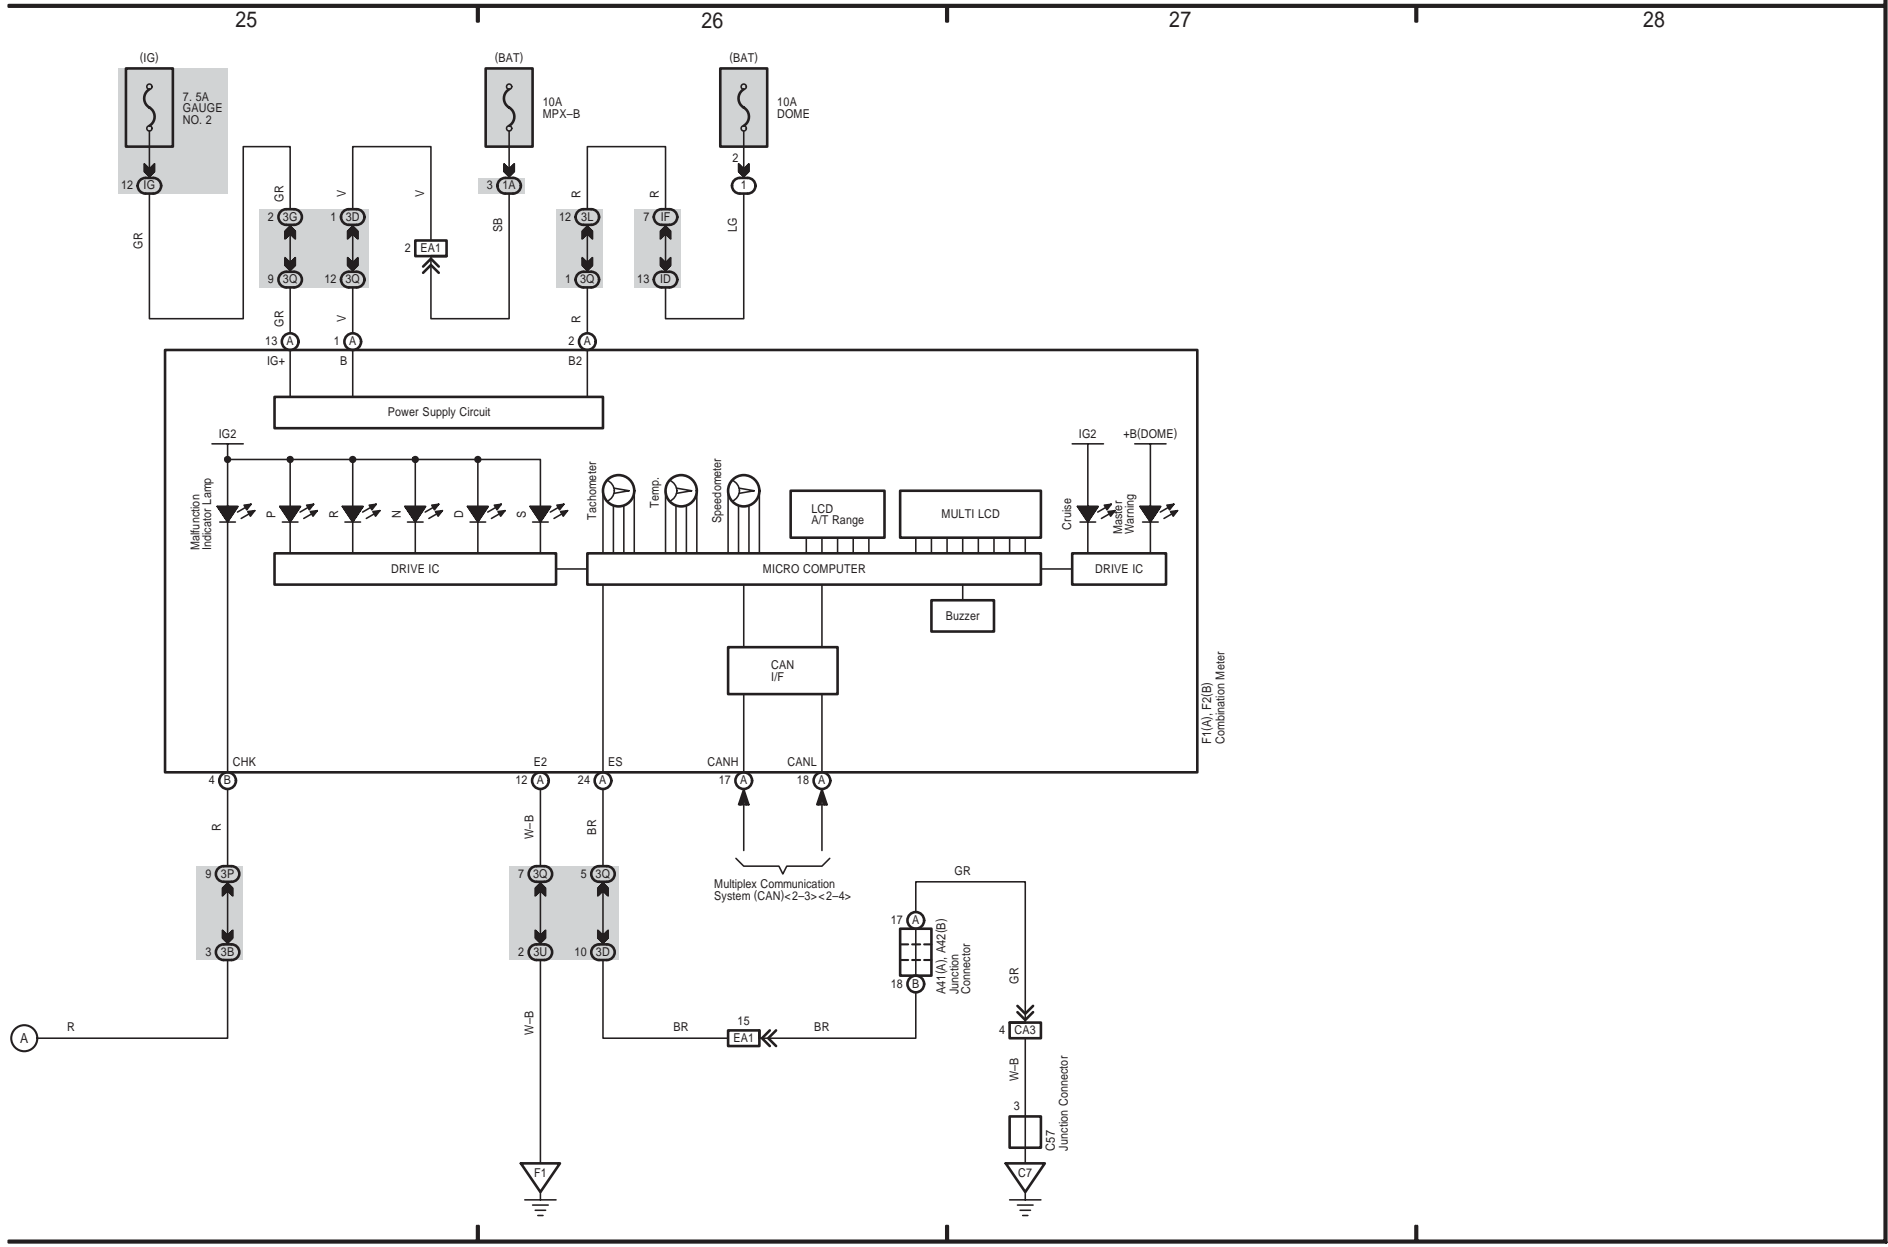 25
26
27
28
(IG)
(BAT)
(BAT)
7. 5A
GAUGE
NO. 2
10A
MPX–B
10A
DOME
2
12 IG
3 1A
1
GR
GR
V
V
SB
R
R
LG
2 3G
1 3D
2 EA1
12 3L
7 IF
9 3Q
12 3Q
1 3Q
13 ID
GR
V
R
13 A
1 A
2 A
IG+
B
B2
Power Supply Circuit
IG2
IG2
+B(DOME)
Malfunction
Indicator Lamp
P
R
N
D
S
Tachometer
Temp.
Speedometer
LCD
A/T Range
MULTI LCD
Cruise
Master
Warning
DRIVE IC
MICRO COMPUTER
DRIVE IC
Buzzer
CAN
I/F
F1(A), F2(B)
Combination Meter
CHK
E2
ES
CANH
CANL
4 B
12 A
24 A
17 A
18 A
R
W–B
BR
9 3P
7 3Q
5 3Q
Multiplex Communication
System (CAN)<2–3><2–4>
GR
17 A
A41(A), A42(B)
Junction
Connector
3 3B
2 3U
10 3D
18 B
GR
A
R
W–B
BR
15
EA1
BR
4 CA3
W–B
3
C57
Junction Connector
F1
C7